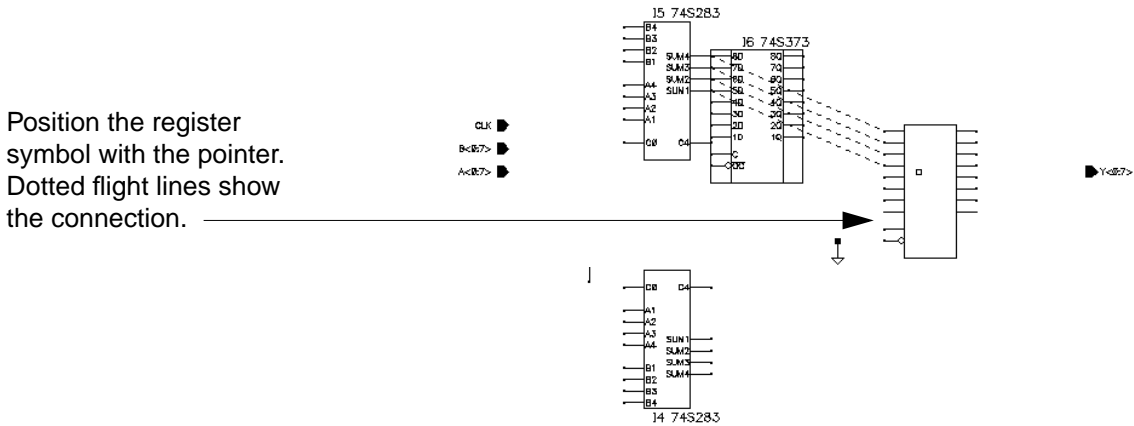 I5 74S283
B4
B3
B2
B1
A4
A3
A2
A1
C0
SUM4
SUM3
SUM2
SUN1
C4
I6 74S373
8D
7D
6D
5D
4D
3D
2D
1D
C
OC
8Q
7Q
6Q
5Q
4Q
3Q
2Q
1Q
Position the register
symbol with the pointer.
Dotted flight lines show
the connection.
CLK
B<0:7>
A<0:7>
Y<0:7>
C0
C4
A1
A2
A3
A4
B1
B2
B3
B4
SUN1
SUM2
SUM3
SUM4
I4 74S283